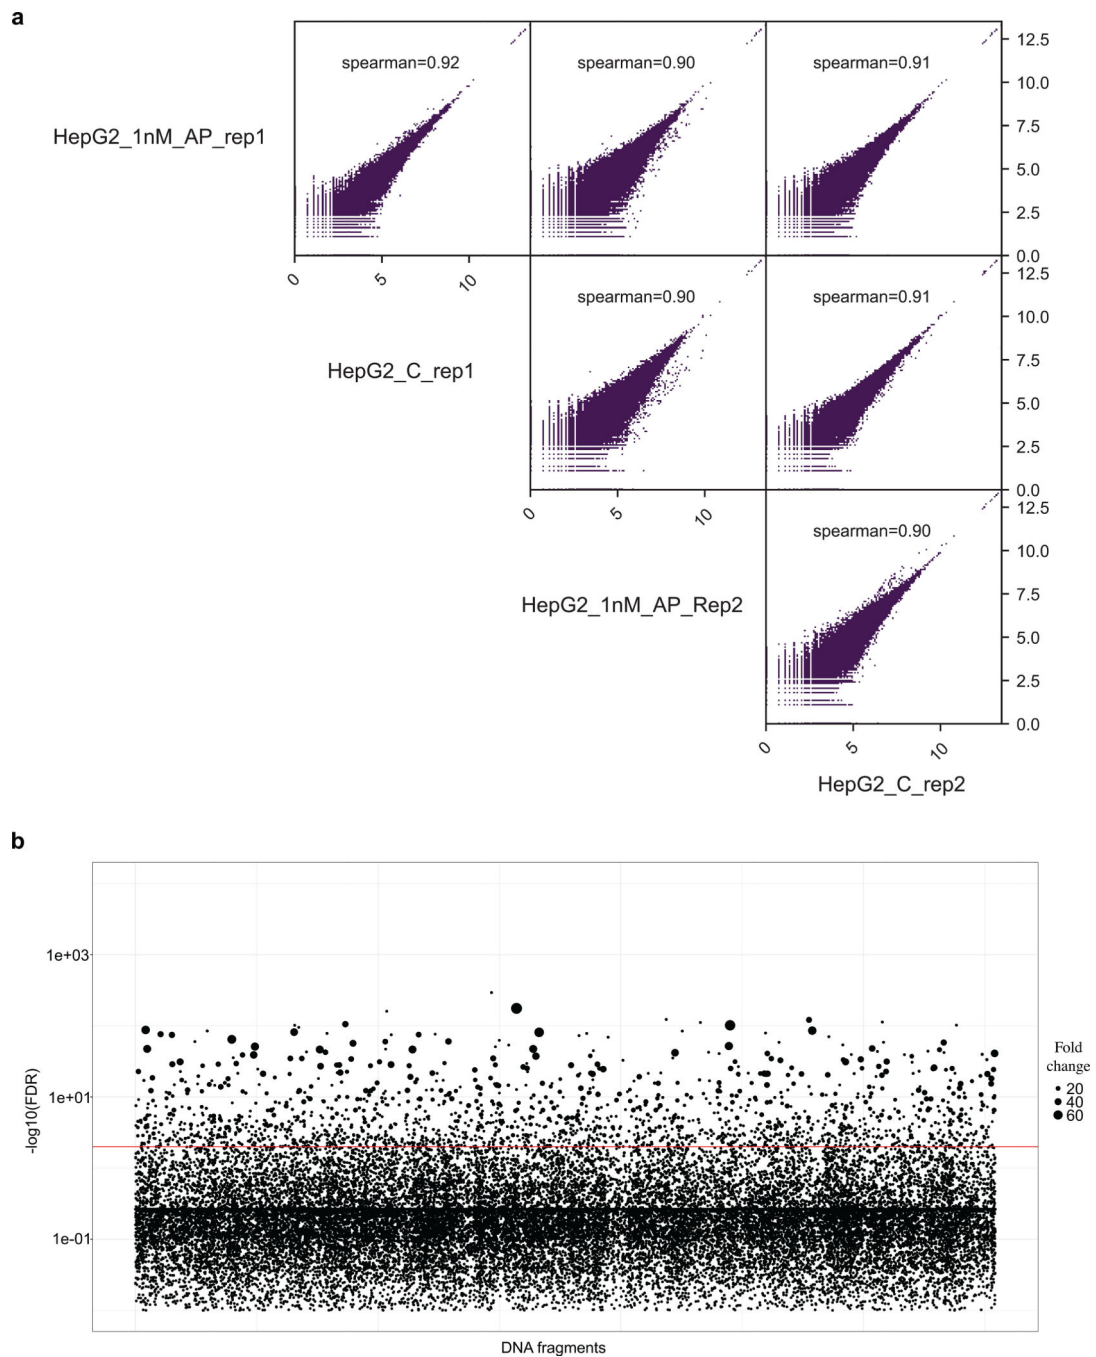 a
spearman=0.92 spearman=0.90 spearman=0.91
HepG2_1nM_AP_rep1
12.5
10.0
7.5
5.0
2.5
0.0
0 5 10
spearman=0.90 spearman=0.91
HepG2_C_rep1
12.5
10.0
7.5
5.0
2.5
0.0
0 5 10
spearman=0.90
HepG2_1nM_AP_Rep2
12.5
10.0
7.5
5.0
2.5
0.0
0 5 10
HepG2_C_rep2
b
1e+03
1e+01
1e-01
-log10(FDR)
DNA fragments
Fold
change
20
40
60